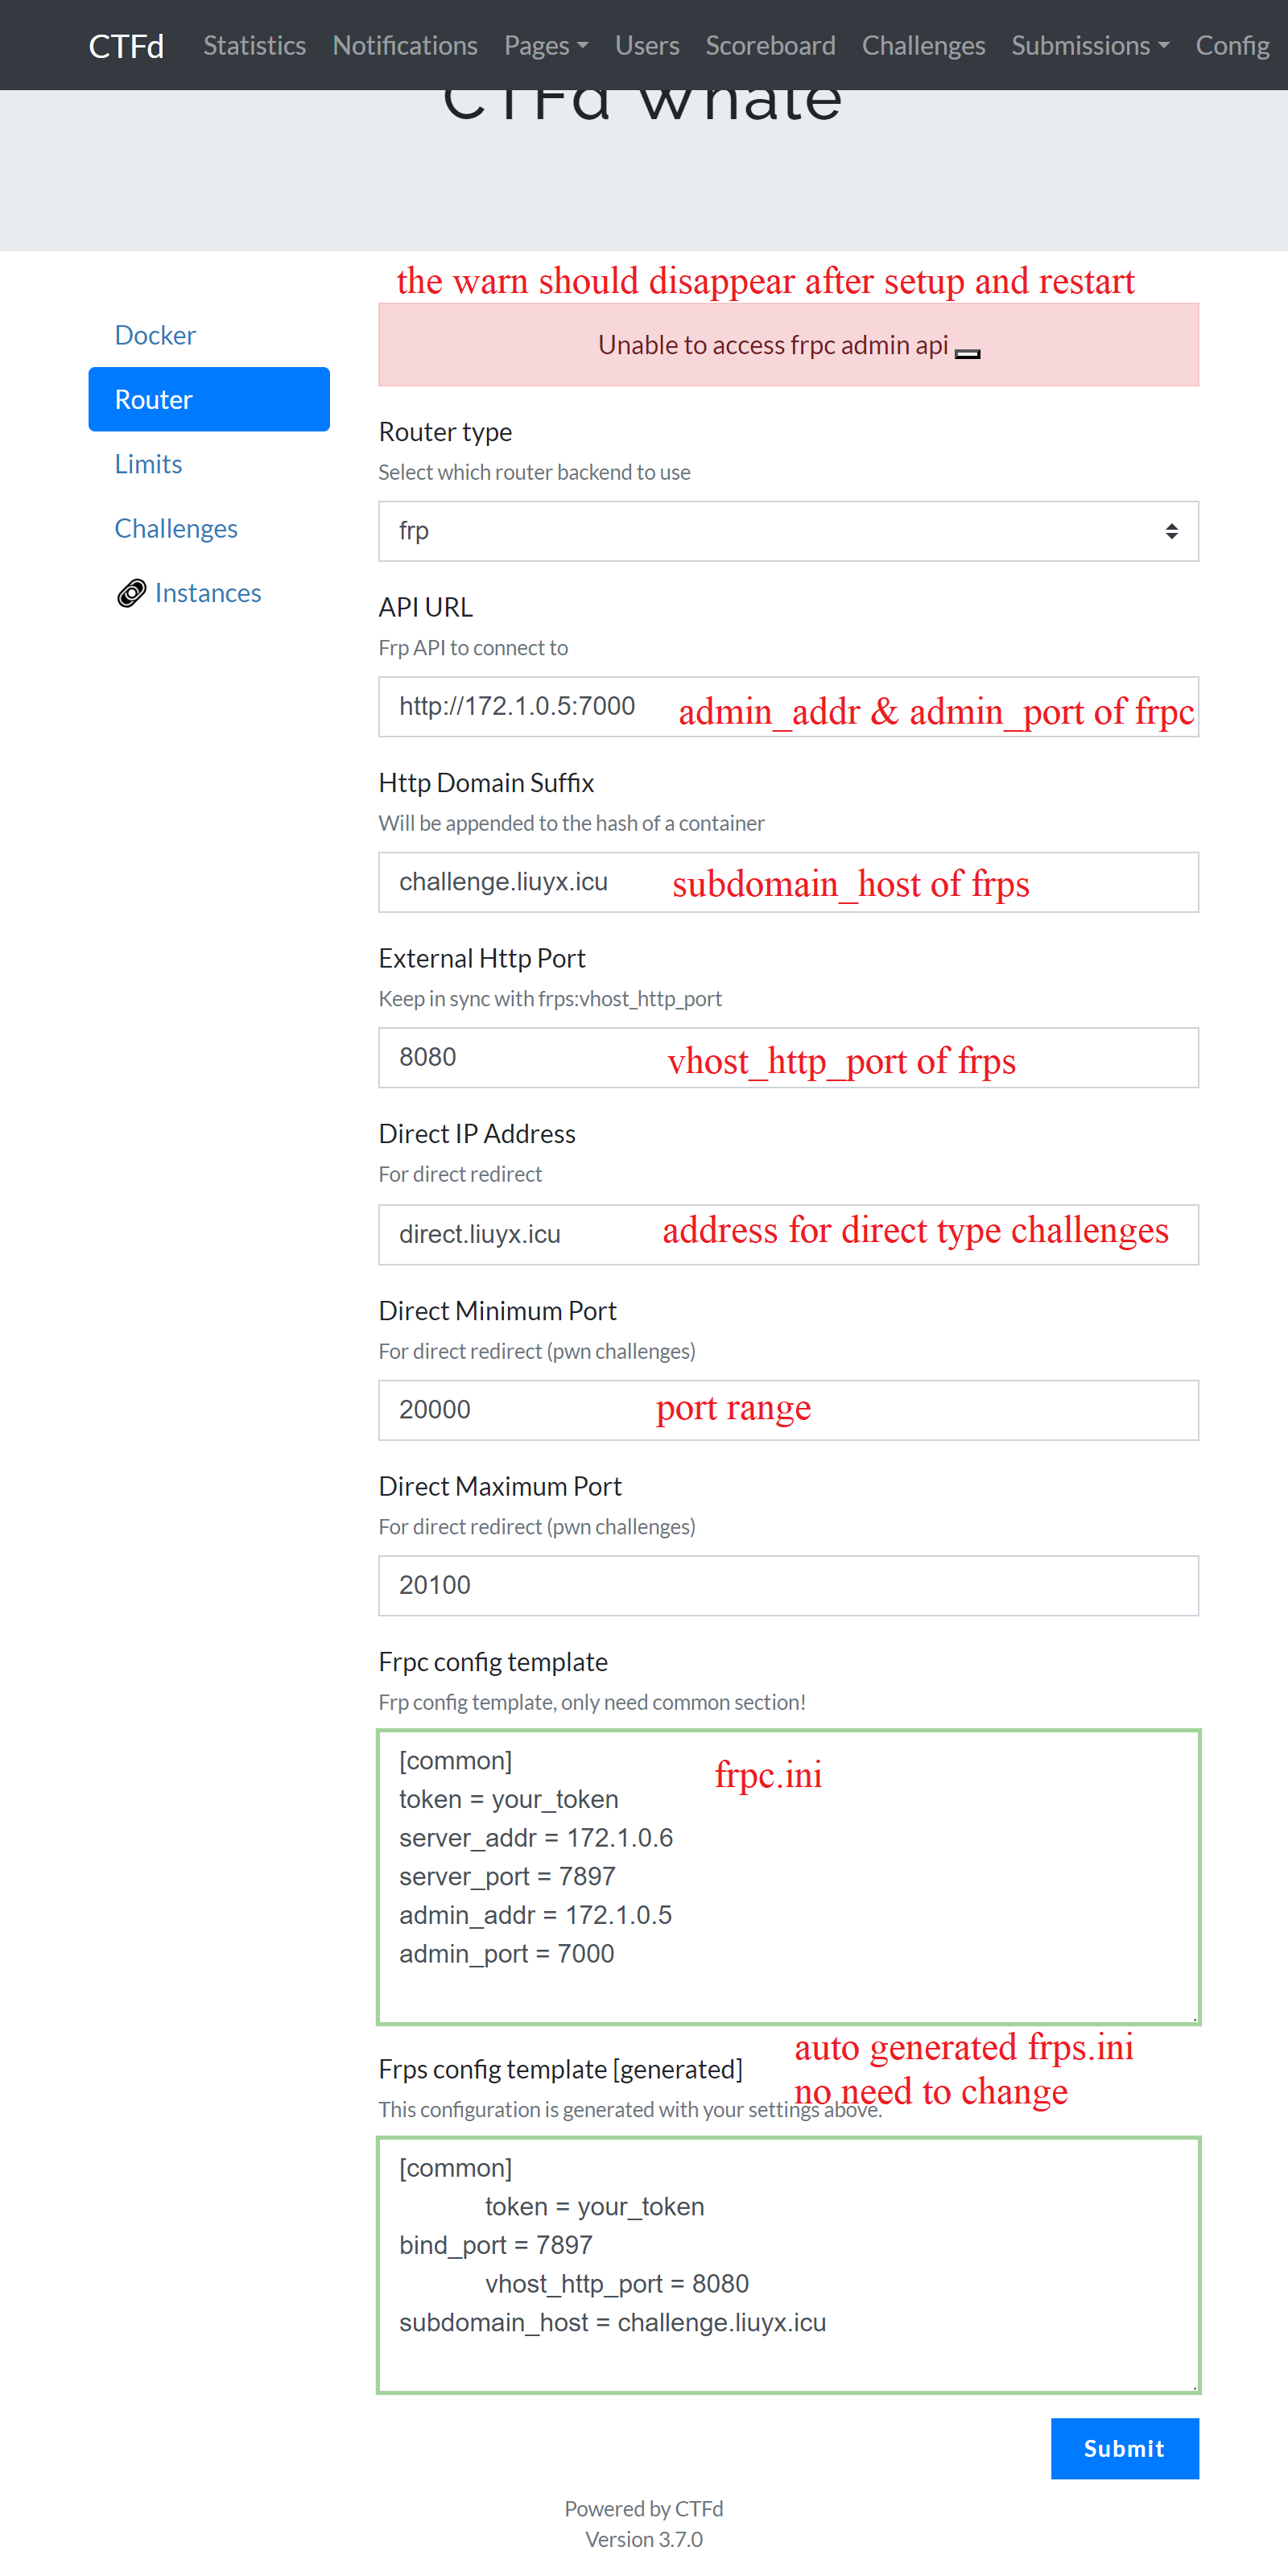 CTFd Statistics Notifications Pages Users Scoreboard Challenges Submissions Config
CTFd Whale
the warn should disappear after setup and restart
Unable to access frpc admin api
Docker
Router
Limits
Challenges
Instances
Router type
Select which router backend to use
frp
API URL
Frp API to connect to
http://172.1.0.5:7000 admin_addr & admin_port of frpc
Http Domain Suffix
Will be appended to the hash of a container
challenge.liuyx.icu subdomain_host of frps
External Http Port
Keep in sync with frps:vhost_http_port
8080 vhost_http_port of frps
Direct IP Address
For direct redirect
direct.liuyx.icu address for direct type challenges
Direct Minimum Port
For direct redirect (pwn challenges)
20000 port range
Direct Maximum Port
For direct redirect (pwn challenges)
20100
Frpc config template
Frp config template, only need common section!
[common]
frpc.ini
token = your_token
server_addr = 172.1.0.6
server_port = 7897
admin_addr = 172.1.0.5
admin_port = 7000
auto generated frps.ini
no need to change
Frps config template [generated]
This configuration is generated with your settings above.
[common]
token = your_token
bind_port = 7897
vhost_http_port = 8080
subdomain_host = challenge.liuyx.icu
Submit
Powered by CTFd
Version 3.7.0